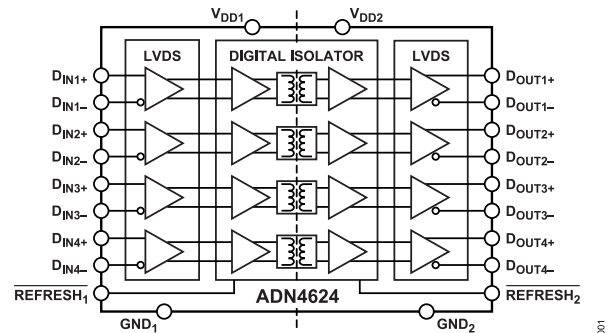 VDD1 VDD2
LVDS DIGITAL ISOLATOR LVDS
DIN1+ DOUT1+
DIN1– DOUT1–
DIN2+ DOUT2+
DIN2– DOUT2–
DIN3+ DOUT3+
DIN3– DOUT3–
DIN4+ DOUT4+
DIN4– DOUT4–
REFRESH1 ADN4624 REFRESH2
GND1 GND2
001